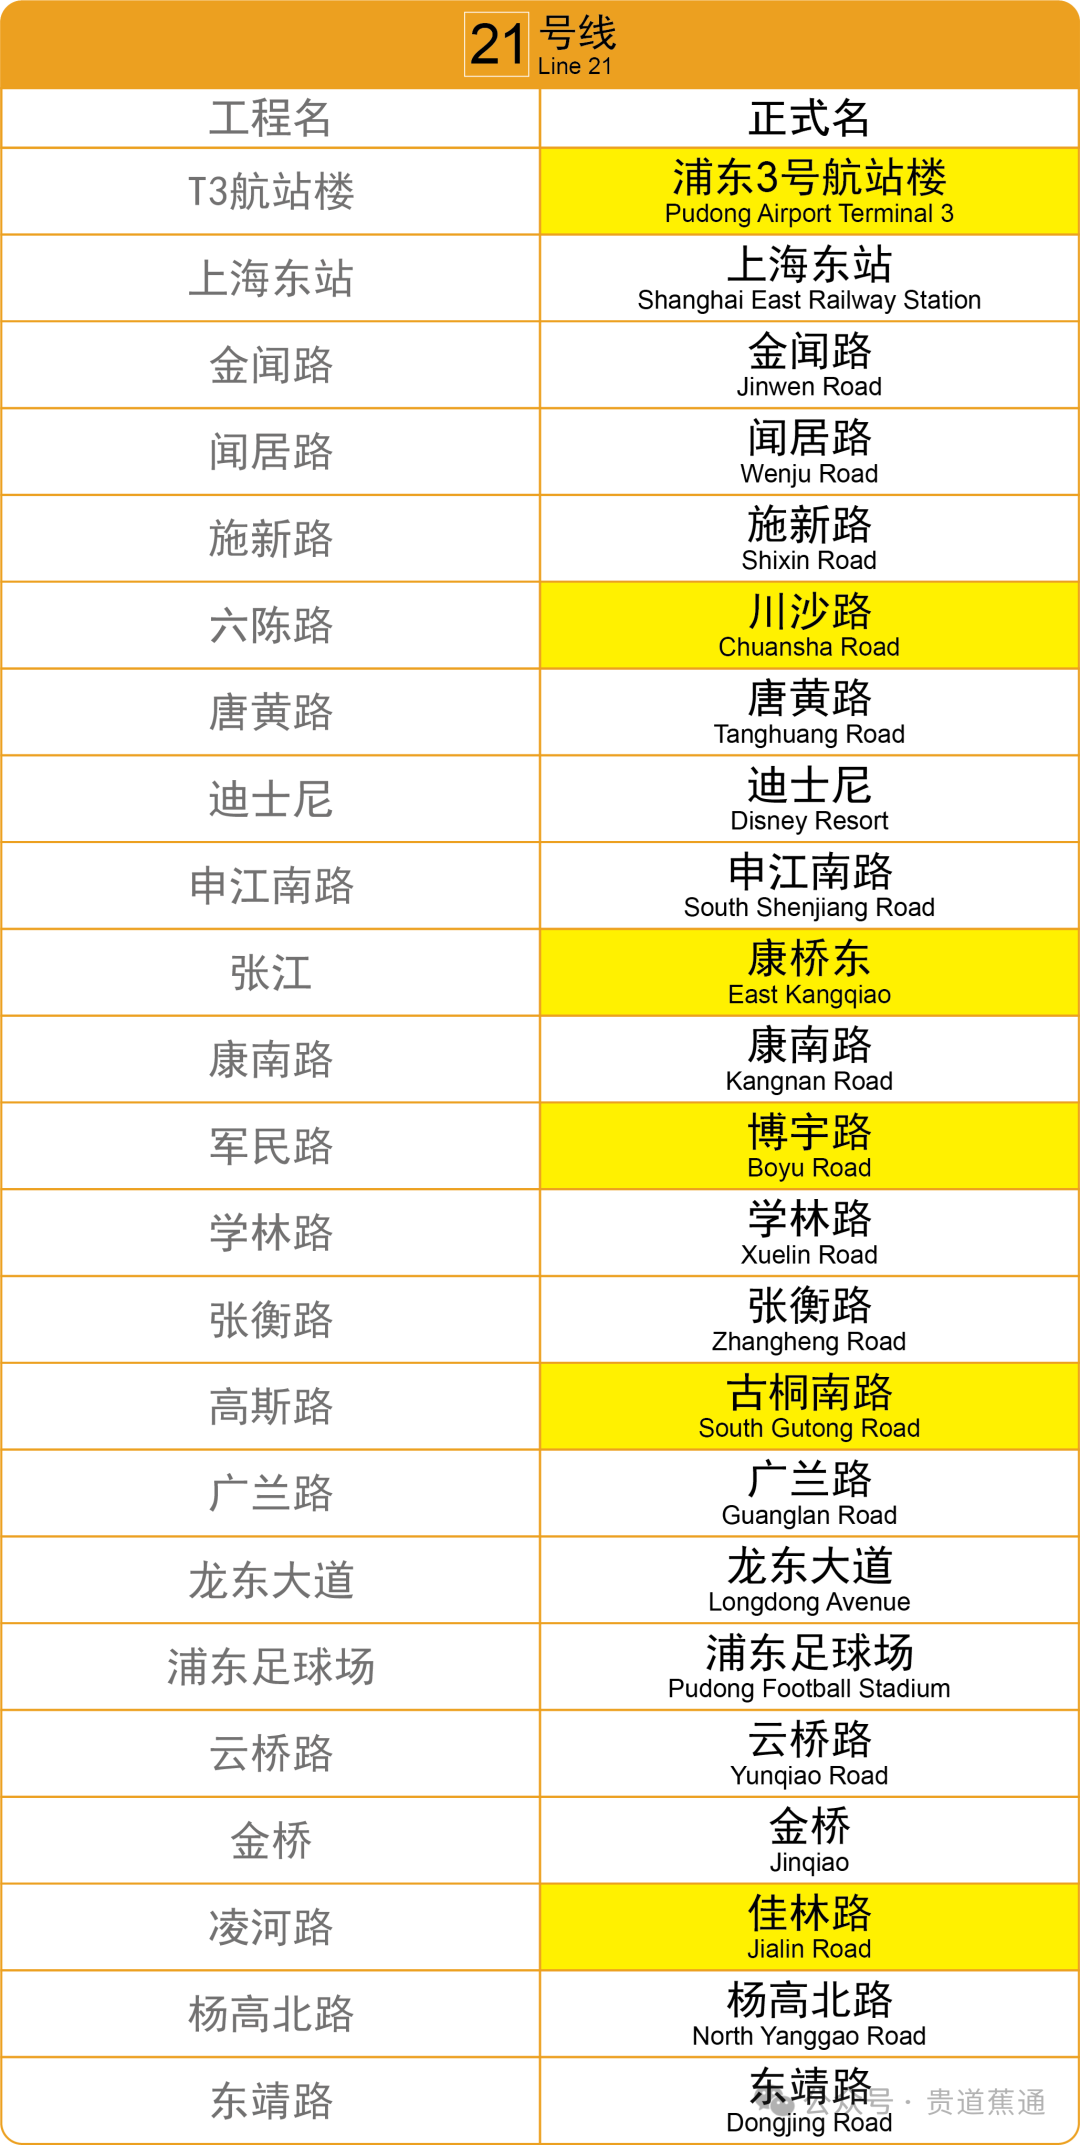 21 号线
Line 21
工程名 正式名
T3航站楼 浦东3号航站楼
Pudong Airport Terminal 3
上海东站 上海东站
Shanghai East Railway Station
金闻路 金闻路
Jinwen Road
闻居路 闻居路
Wenju Road
施新路 施新路
Shixin Road
六陈路 川沙路
Chuansha Road
唐黄路 唐黄路
Tanghuang Road
迪士尼 迪士尼
Disney Resort
申江南路 申江南路
South Shenjiang Road
张江 康桥东
East Kangqiao
康南路 康南路
Kangnan Road
军民路 博宇路
Boyu Road
学林路 学林路
Xuelin Road
张衡路 张衡路
Zhangheng Road
高斯路 古桐南路
South Gutong Road
广兰路 广兰路
Guanglan Road
龙东大道 龙东大道
Longdong Avenue
浦东足球场 浦东足球场
Pudong Football Stadium
云桥路 云桥路
Yunqiao Road
金桥 金桥
Jinqiao
凌河路 佳林路
Jialin Road
杨高北路 杨高北路
North Yanggao Road
东靖路 东靖路
Dongjing Road
公众号 · 贵道蕉通